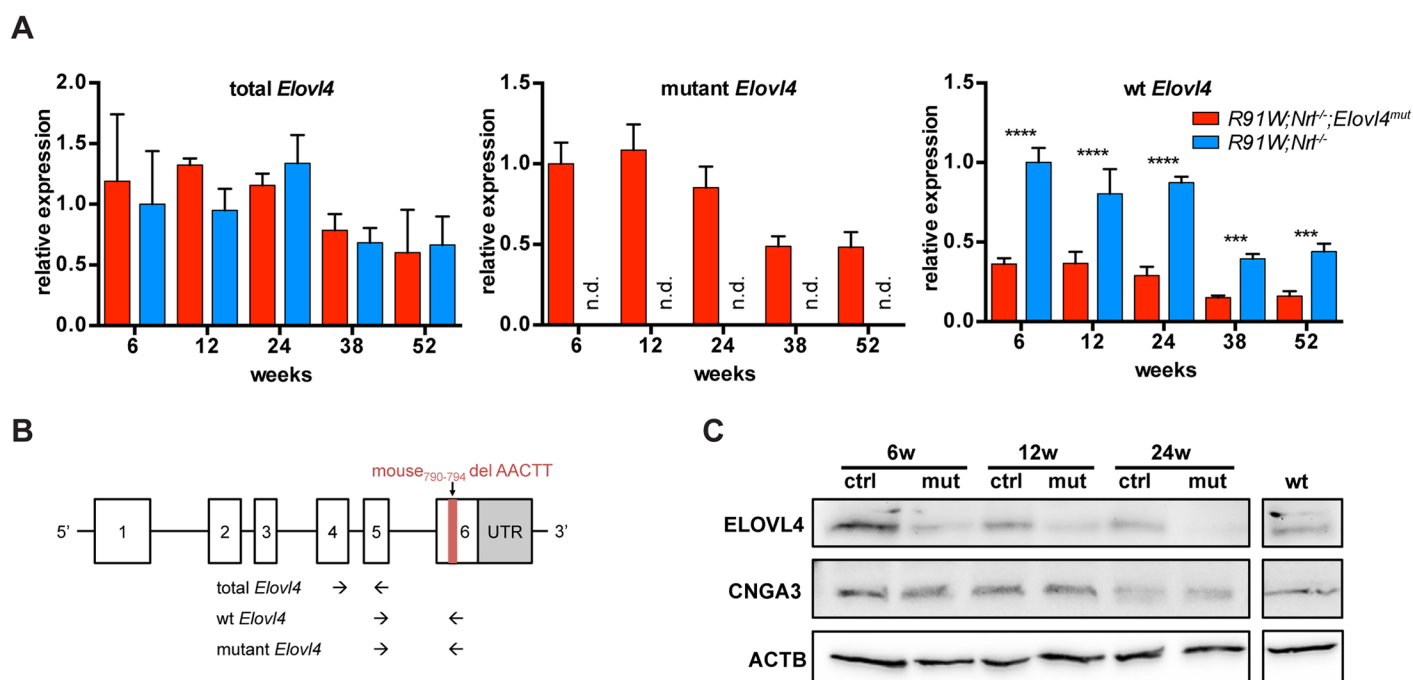 A
total Elovl4
relative expression
2.0
1.5
1.0
0.5
0.0
6 12 24 38 52
weeks
mutant Elovl4
relative expression
1.5
1.0
0.5
0.0
n.d. n.d. n.d. n.d. n.d.
6 12 24 38 52
weeks
wt Elovl4
relative expression
1.5
1.0
0.5
0.0
**** **** **** *** ***
R91W;Nrl-/-;Elovl4mut
R91W;Nrl-/-
6 12 24 38 52
weeks
B
mouse790-794 del AACTT
5’ 1 2 3 4 5 6 UTR 3’
total Elovl4
wt Elovl4
mutant Elovl4
C
6w 12w 24w
ctrl mut ctrl mut ctrl mut wt
ELOVL4
CNGA3
ACTB